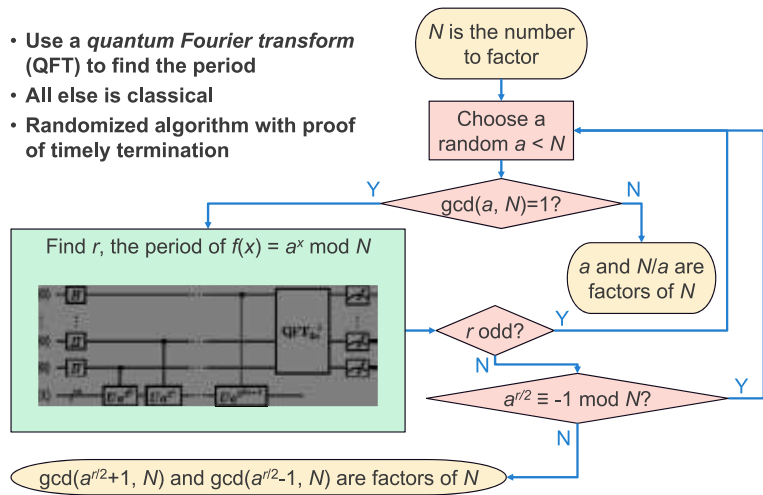 • Use a quantum Fourier transform
(QFT) to find the period
• All else is classical
• Randomized algorithm with proof
of timely termination
N is the number
to factor
Choose a
random a < N
Y
gcd(a, N)=1?
N
Find r, the period of f(x) = aˣ mod N
a and N/a are
factors of N
H
H
H
QFT
r odd?
Y
N
a^{r/2} ≡ -1 mod N?
Y
N
gcd(a^{r/2}+1, N) and gcd(a^{r/2}-1, N) are factors of N